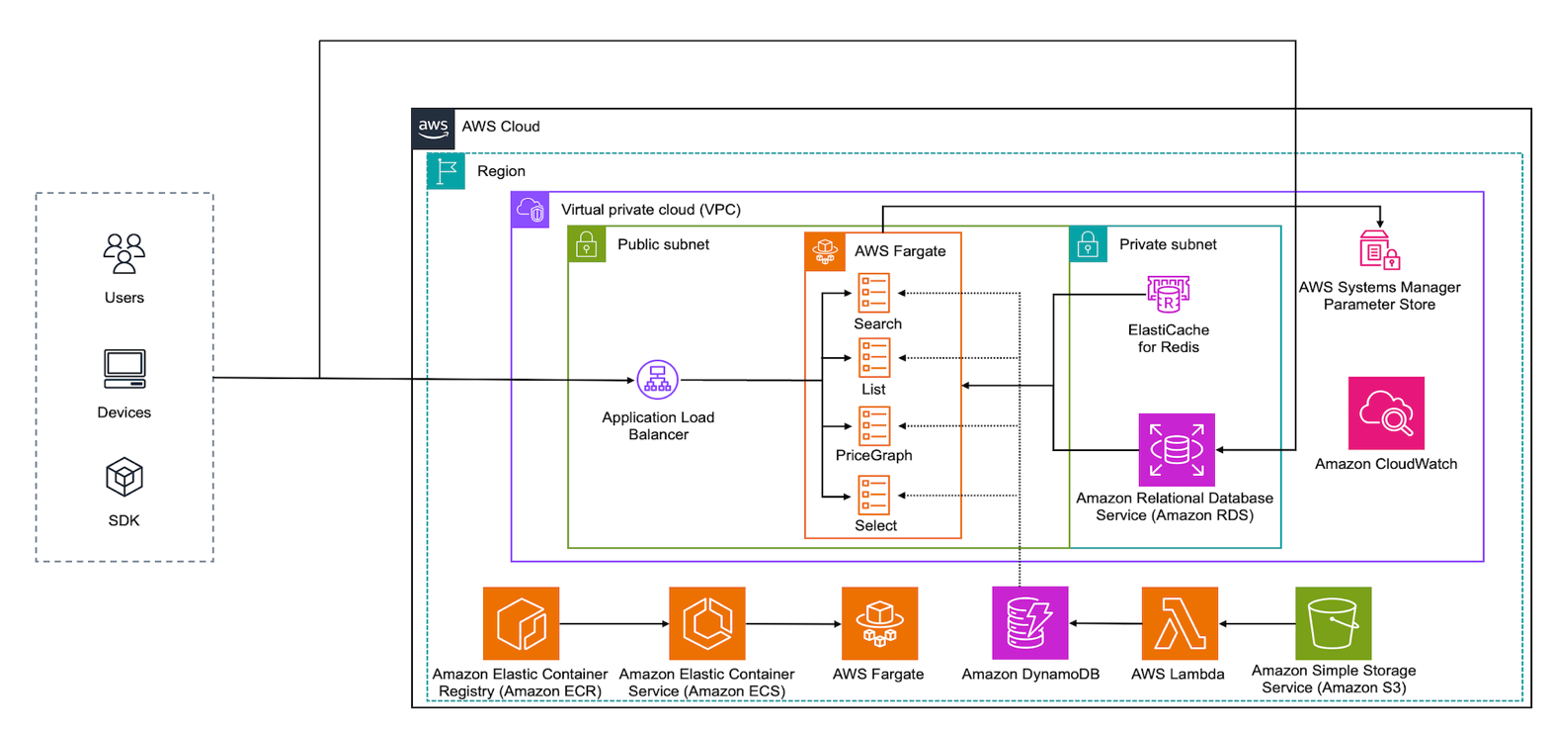 aws
AWS Cloud
Region
Virtual private cloud (VPC)
Public subnet
AWS Fargate
Private subnet
Users
Devices
SDK
Application Load
Balancer
Search
List
PriceGraph
Select
R
ElastiCache
for Redis
Amazon Relational Database
Service (Amazon RDS)
AWS Systems Manager
Parameter Store
Amazon CloudWatch
Amazon Elastic Container
Registry (Amazon ECR)
Amazon Elastic Container
Service (Amazon ECS)
AWS Fargate
Amazon DynamoDB
AWS Lambda
Amazon Simple Storage
Service (Amazon S3)